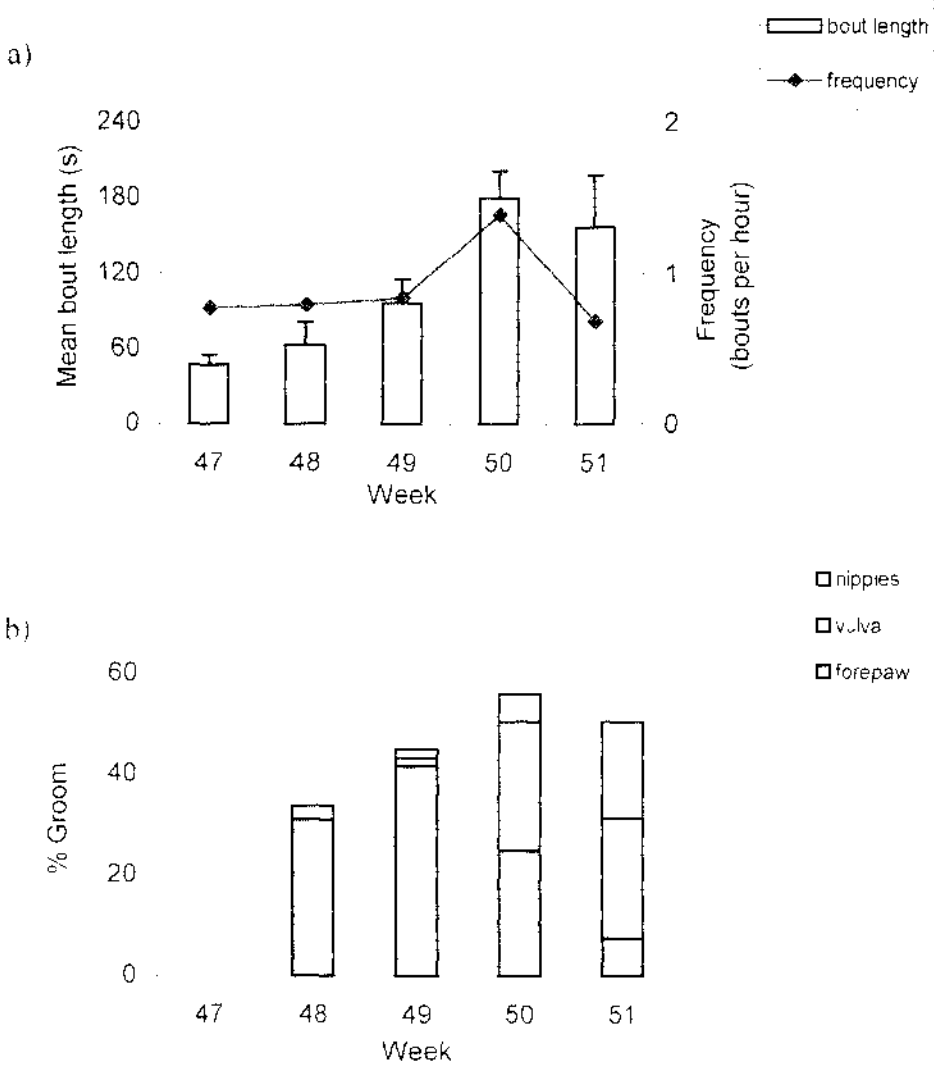 a)
bout length
frequency
240
180
120
60
0
Mean bout length (s)
2
1
0
Frequency
(bouts per hour)
47 48 49 50 51
Week
b)
nipples
vulva
forepaw
60
40
20
0
% Groom
47 48 49 50 51
Week